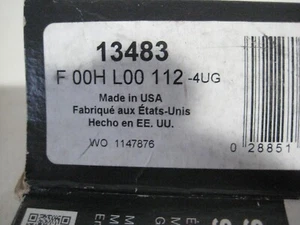 13483
F 00H L00 112-4UG
Made in USA
Fabriqué aux États-Unis
Hecho en EE. UU.
WO 1147876
0 28851